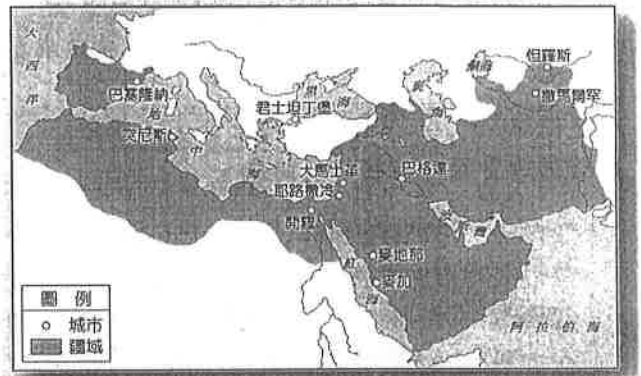 大西洋
鹹海
怛羅斯
撒馬爾罕
巴塞隆納
黑海
君士坦丁堡
裏海
地中海
突尼斯
大馬士革
巴格達
耶路撒冷
開羅
麥地那
紅海
麥加
阿拉伯海
圖例
城市
疆域